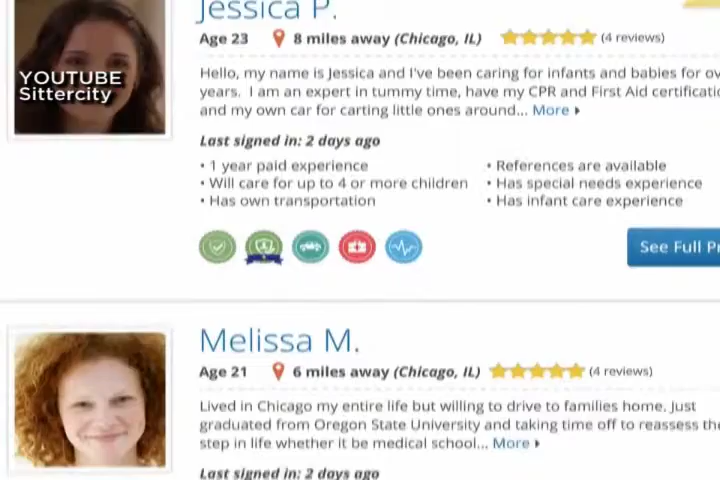 Jessica P.
Age 23 8 miles away (Chicago, IL) (4 reviews)
YOUTUBE
Sittercity
Hello, my name is Jessica and I've been caring for infants and babies for
years. I am an expert in tummy time, have my CPR and First Aid
and my own car for carting little ones around... More
Last signed in: 2 days ago
• 1 year paid experience
• Will care for up to 4 or more children
• Has own transportation
• References are available
• Has special needs experience
• Has infant care experience
See Full
Melissa M.
Age 21 6 miles away (Chicago, IL) (4 reviews)
Lived in Chicago my entire life but willing to drive to families home. Just
graduated from Oregon State University and taking time off to reassess
step in life whether it be medical school... More
Last signed in: 2 days ago